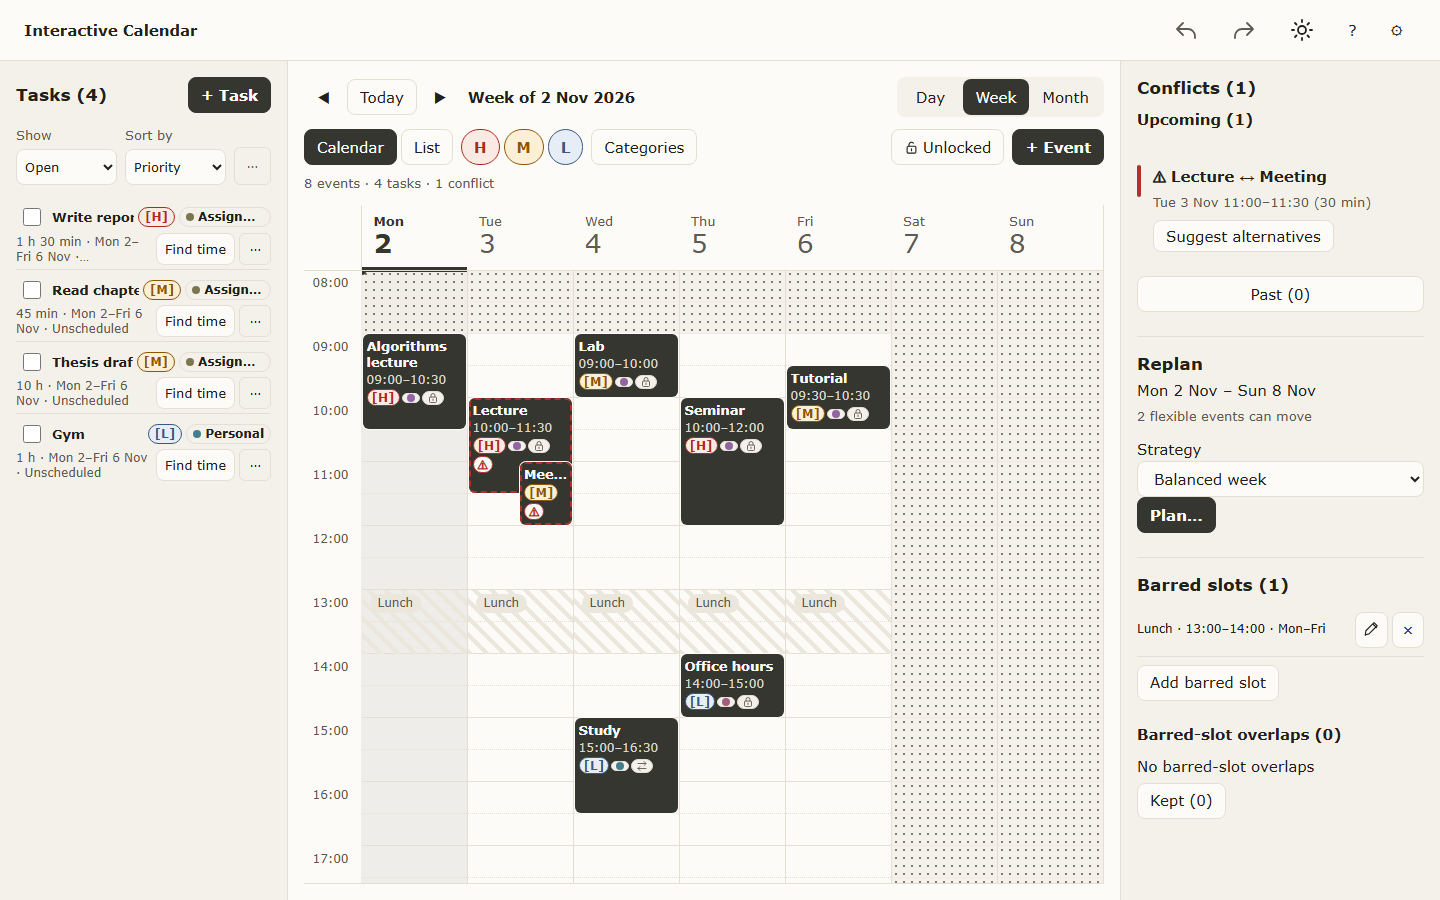 Interactive Calendar
?
Tasks (4)
+ Task
Show
Sort by
Open
Priority
...
Write repor [H] Assign...
1 h 30 min · Mon 2–
Fri 6 Nov ·...
Find time
...
Read chapte [M] Assign...
45 min · Mon 2–Fri 6
Nov · Unscheduled
Find time
...
Thesis draf [M] Assign...
10 h · Mon 2–Fri 6
Nov · Unscheduled
Find time
...
Gym [L] Personal
1 h · Mon 2–Fri 6 Nov
· Unscheduled
Find time
...
◀ Today ▶ Week of 2 Nov 2026
Day Week Month
Calendar List H M L Categories
Unlocked + Event
8 events · 4 tasks · 1 conflict
Mon Tue Wed Thu Fri Sat Sun
2 3 4 5 6 7 8
08:00
09:00
10:00
11:00
12:00
13:00
14:00
15:00
16:00
17:00
Algorithms
lecture
09:00–10:30
[H]
Lecture
10:00–11:30
[H]
Mee...
[M]
Lab
09:00–10:00
[M]
Seminar
10:00–12:00
[H]
Tutorial
09:30–10:30
[M]
Lunch Lunch Lunch Lunch Lunch
Office hours
14:00–15:00
[L]
Study
15:00–16:30
[L]
Conflicts (1)
Upcoming (1)
⚠ Lecture ↔ Meeting
Tue 3 Nov 11:00–11:30 (30 min)
Suggest alternatives
Past (0)
Replan
Mon 2 Nov – Sun 8 Nov
2 flexible events can move
Strategy
Balanced week
Plan...
Barred slots (1)
Lunch · 13:00–14:00 · Mon–Fri
×
Add barred slot
Barred-slot overlaps (0)
No barred-slot overlaps
Kept (0)